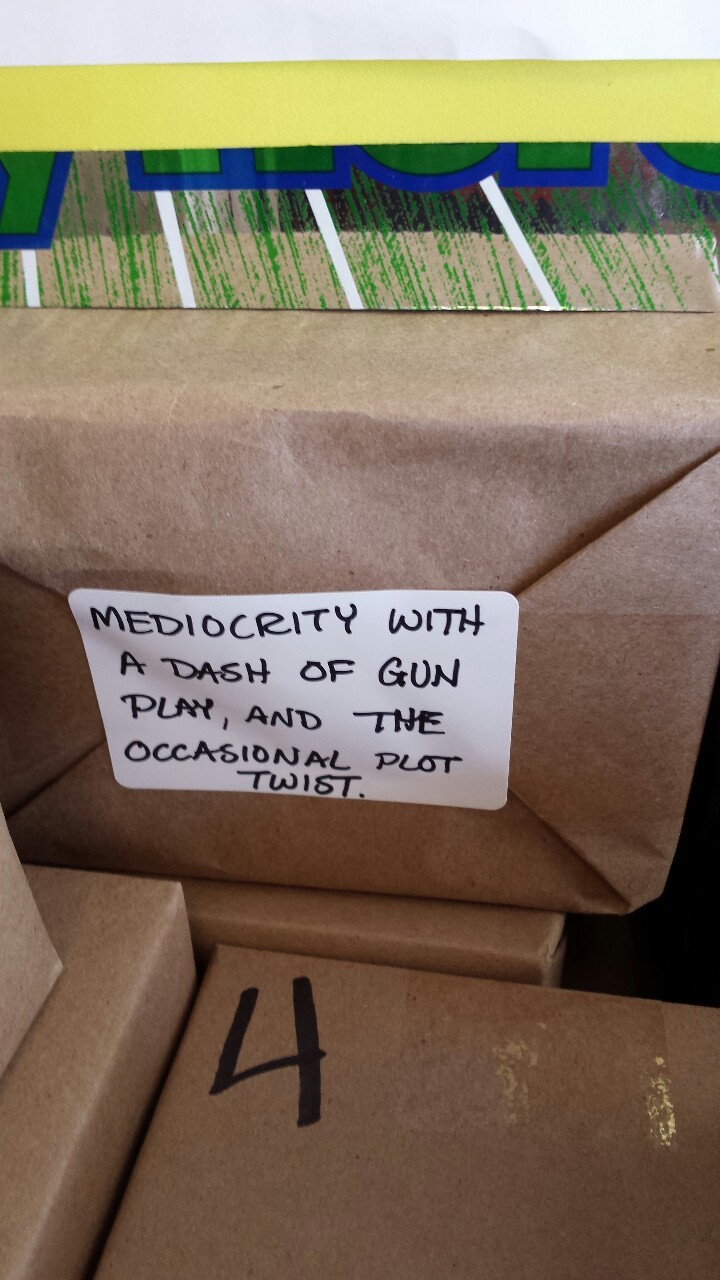 MEDIOCRITY WITH
A DASH OF GUN
PLAY, AND THE
OCCASIONAL PLOT
TWIST.
4